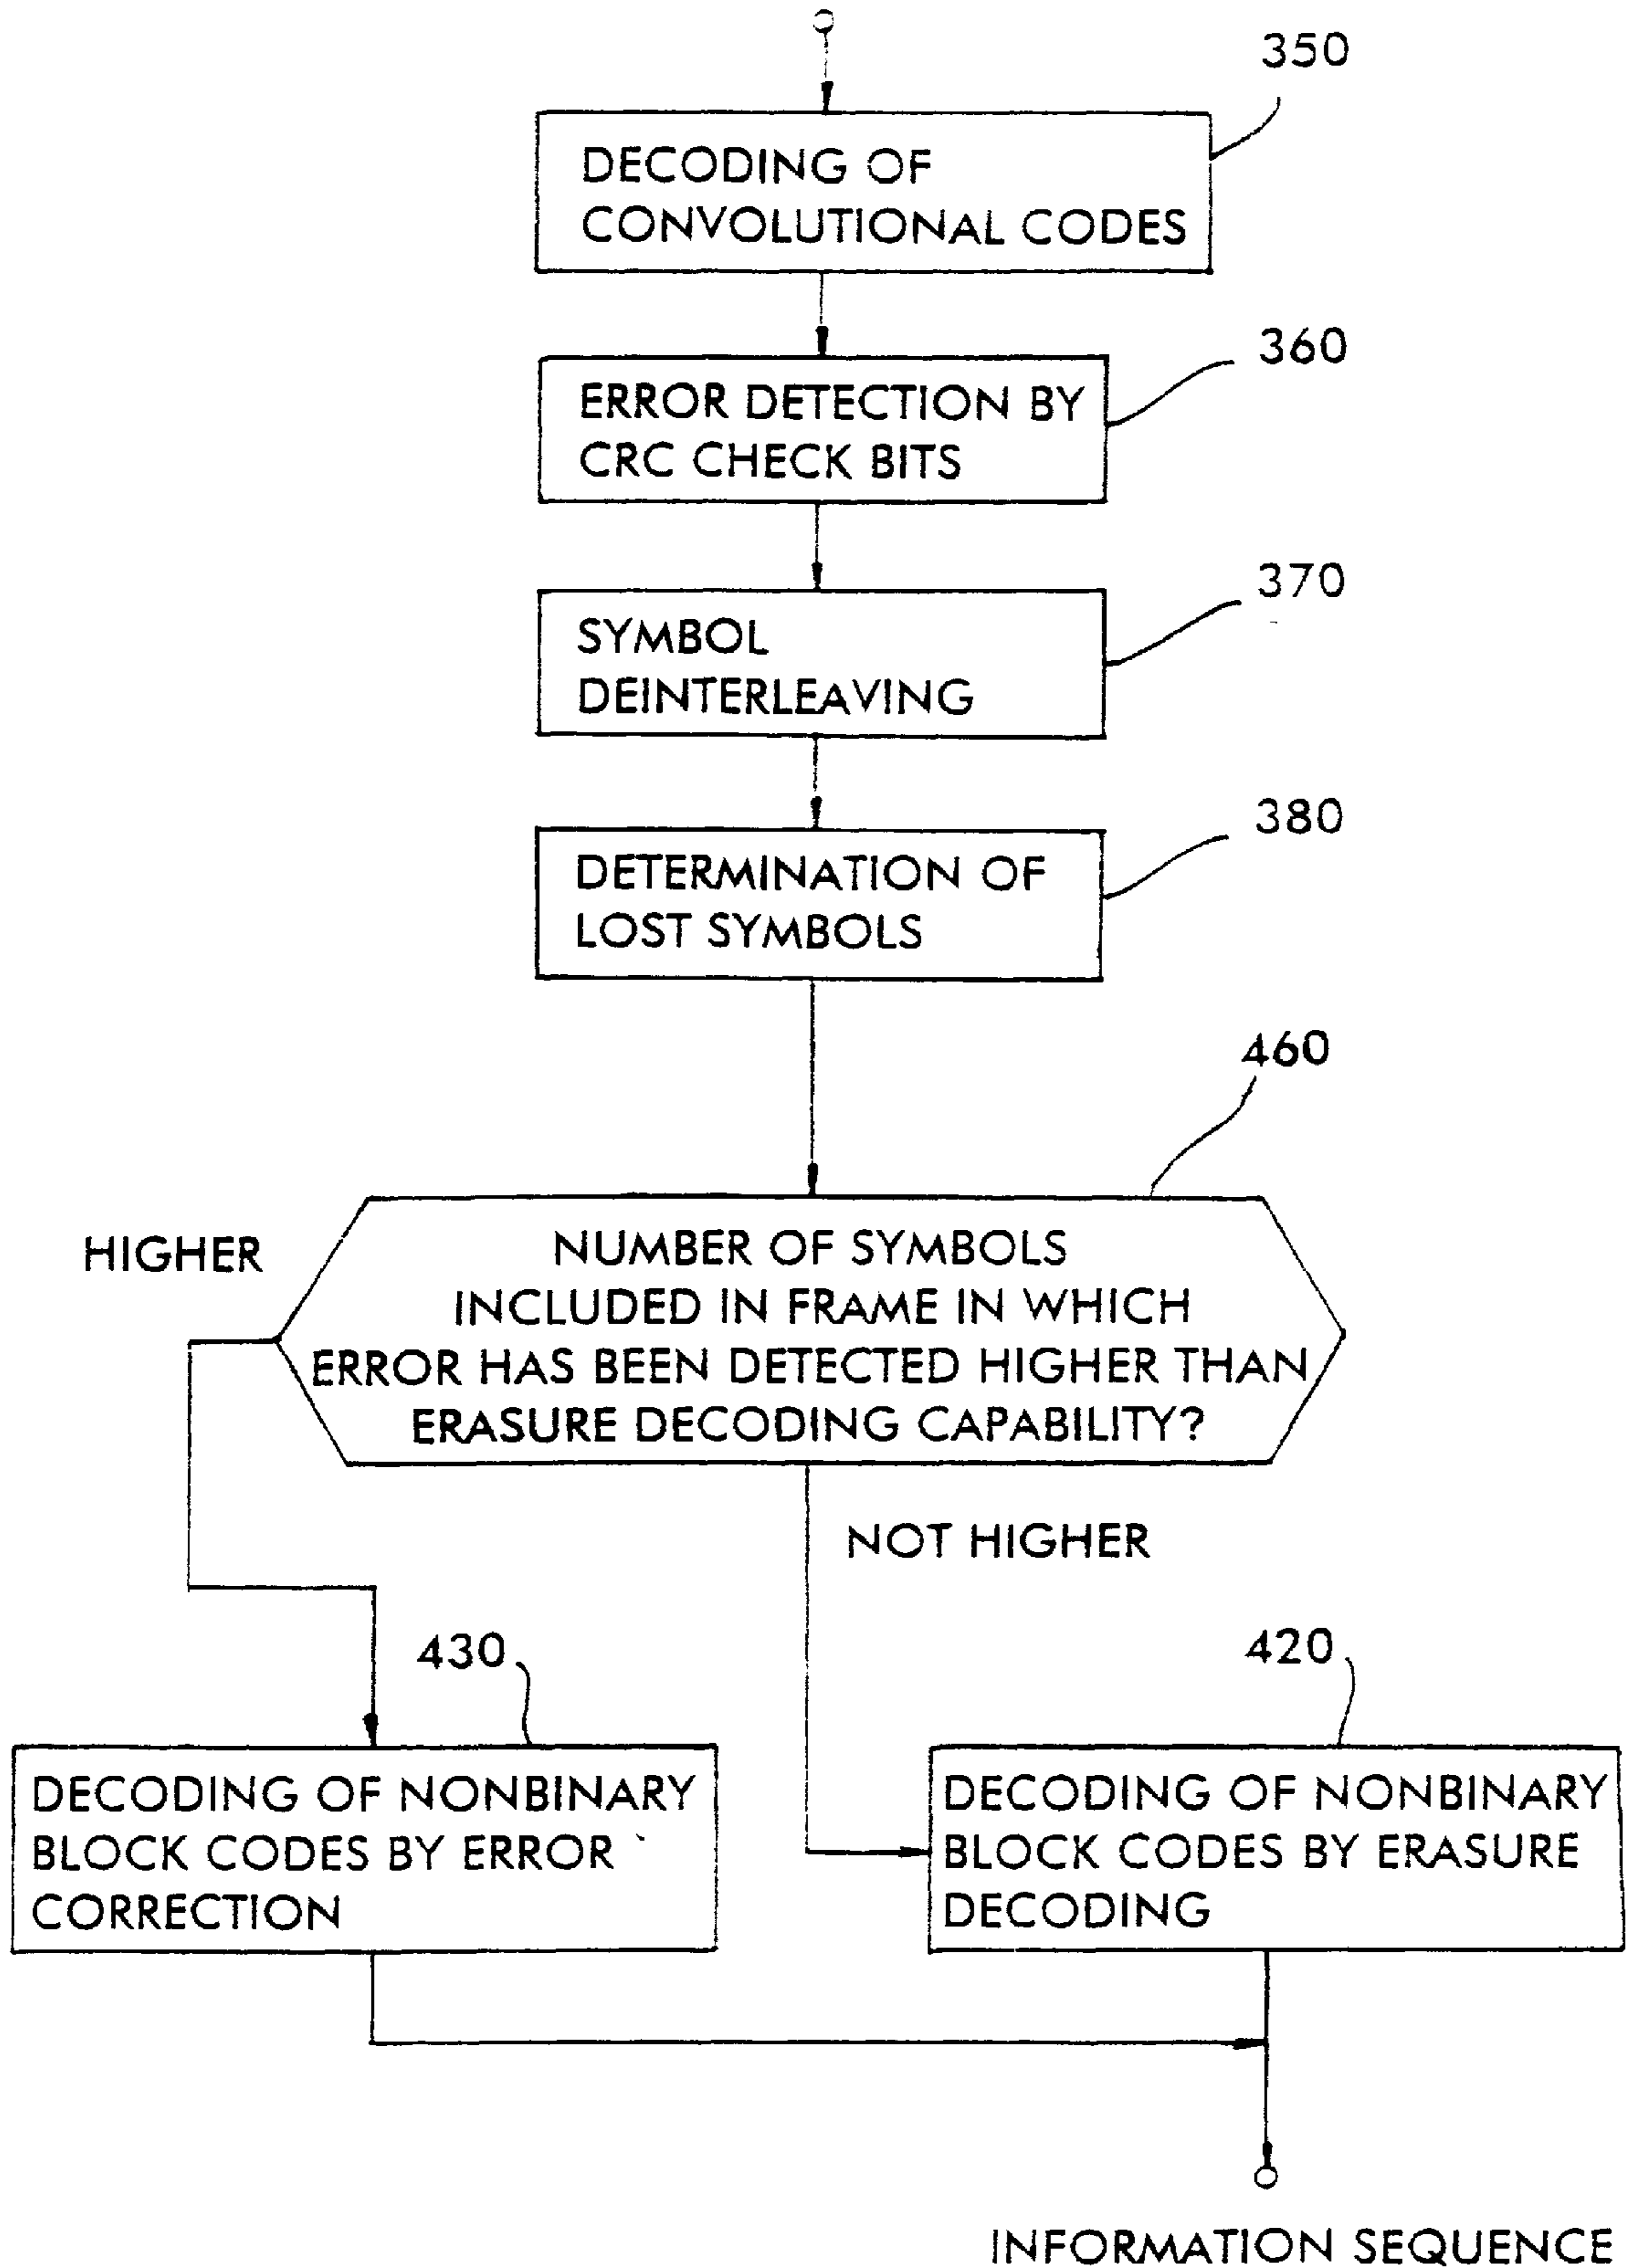 350
DECODING OF
CONVOLUTIONAL CODES
360
ERROR DETECTION BY
CRC CHECK BITS
370
SYMBOL
DEINTERLEAVING
380
DETERMINATION OF
LOST SYMBOLS
460
HIGHER
NUMBER OF SYMBOLS
INCLUDED IN FRAME IN WHICH
ERROR HAS BEEN DETECTED HIGHER THAN
ERASURE DECODING CAPABILITY?
NOT HIGHER
430
DECODING OF NONBINARY
BLOCK CODES BY ERROR
CORRECTION
420
DECODING OF NONBINARY
BLOCK CODES BY ERASURE
DECODING
INFORMATION SEQUENCE